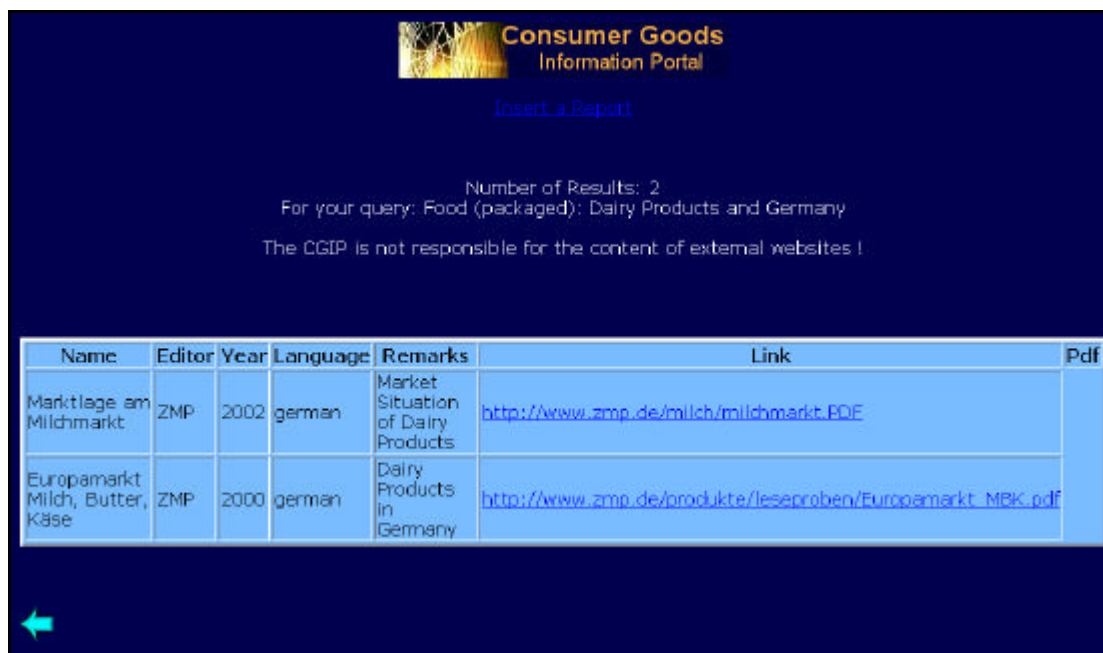 Consumer Goods
Information Portal
Insert a Report
Number of Results: 2
For your query: Food (packaged): Dairy Products and Germany
The CGIP is not responsible for the content of external websites !
Name Editor Year Language Remarks Link Pdf
Marktlage am Milchmarkt ZMP 2002 german Market Situation of Dairy Products http://www.zmp.de/milch/milchmarkt.PDF
Europamarkt Milch, Butter, Käse ZMP 2000 german Dairy Products in Germany http://www.zmp.de/produkte/leseproben/Europamarkt_MBK.pdf